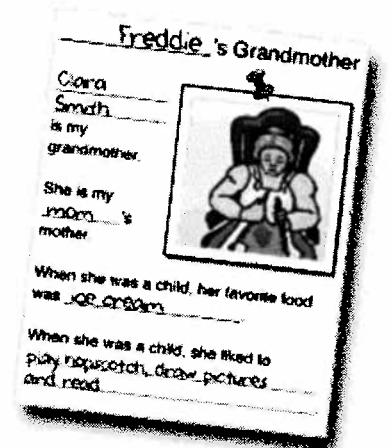 Freddie 's Grandmother
Clara
Smith
is my
grandmother.
She is my
mom 's
mother
When she was a child, her favorite food
was ice cream
When she was a child, she liked to
play hopscotch, draw pictures
and read